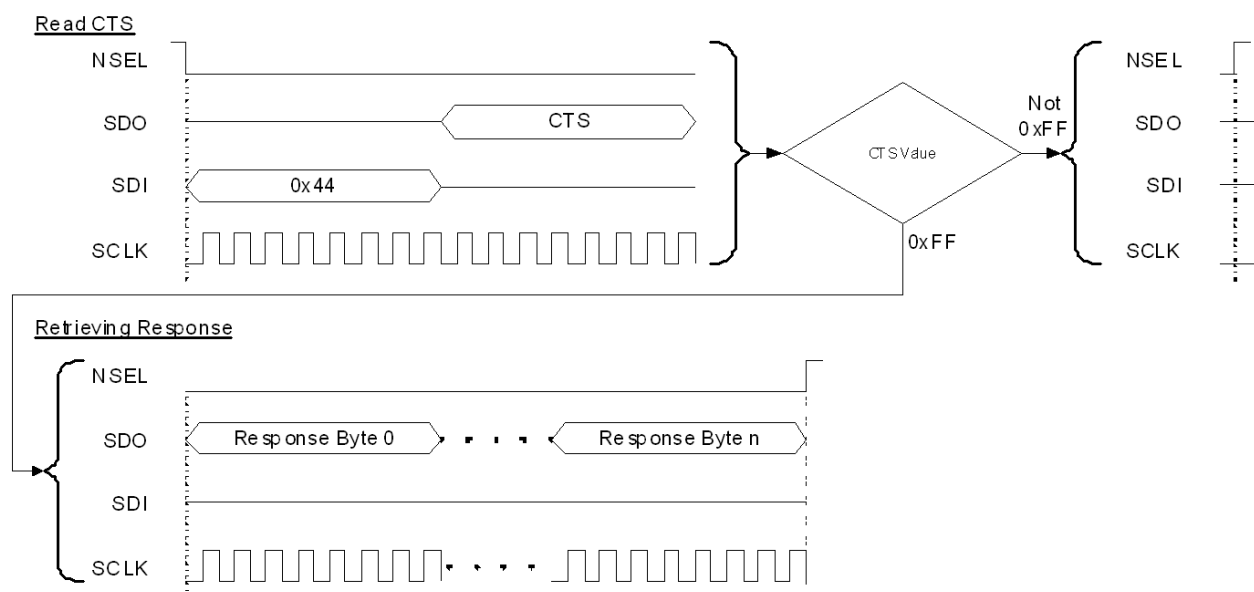 Read CTS
NSEL
SDO
CTS
SDI
0x44
SCLK
CTS Value
Not
0xFF
0xFF
NSEL
SDO
SDI
SCLK
Retrieving Response
NSEL
SDO
Response Byte 0
Response Byte n
SDI
SCLK